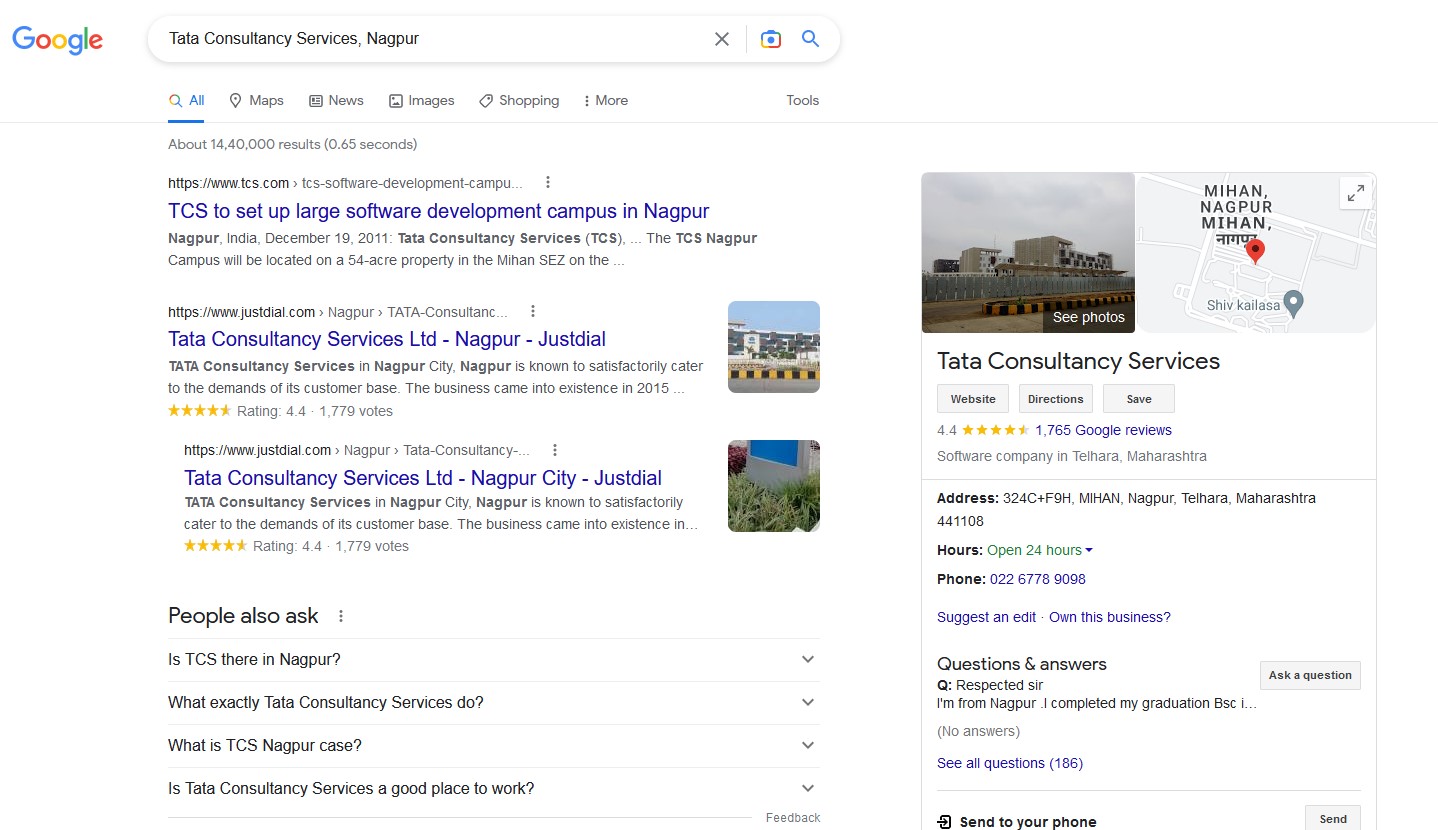 Google
Tata Consultancy Services, Nagpur
All
Maps
News
Images
Shopping
More
Tools
About 14,40,000 results (0.65 seconds)
https://www.tcs.com › tcs-software-development-campu...
TCS to set up large software development campus in Nagpur
Nagpur, India, December 19, 2011: Tata Consultancy Services (TCS), ... The TCS Nagpur
Campus will be located on a 54-acre property in the Mihan SEZ on the ...
https://www.justdial.com › Nagpur › TATA-Consultanc...
Tata Consultancy Services Ltd - Nagpur - Justdial
TATA Consultancy Services in Nagpur City, Nagpur is known to satisfactorily cater
to the demands of its customer base. The business came into existence in 2015 ...
Rating: 4.4 · 1,779 votes
https://www.justdial.com › Nagpur › Tata-Consultancy-...
Tata Consultancy Services Ltd - Nagpur City - Justdial
TATA Consultancy Services in Nagpur City, Nagpur is known to satisfactorily
cater to the demands of its customer base. The business came into existence in...
Rating: 4.4 · 1,779 votes
People also ask
Is TCS there in Nagpur?
What exactly Tata Consultancy Services do?
What is TCS Nagpur case?
Is Tata Consultancy Services a good place to work?
Feedback
See photos
MIHAN,
NAGPUR
MIHAN,
नागपूर
Shiv kailasa
Tata Consultancy Services
Website
Directions
Save
4.4 1,765 Google reviews
Software company in Telhara, Maharashtra
Address: 324C+F9H, MIHAN, Nagpur, Telhara, Maharashtra
441108
Hours: Open 24 hours
Phone: 022 6778 9098
Suggest an edit · Own this business?
Questions & answers
Ask a question
Q: Respected sir
I'm from Nagpur .I completed my graduation Bsc i...
(No answers)
See all questions (186)
Send to your phone
Send